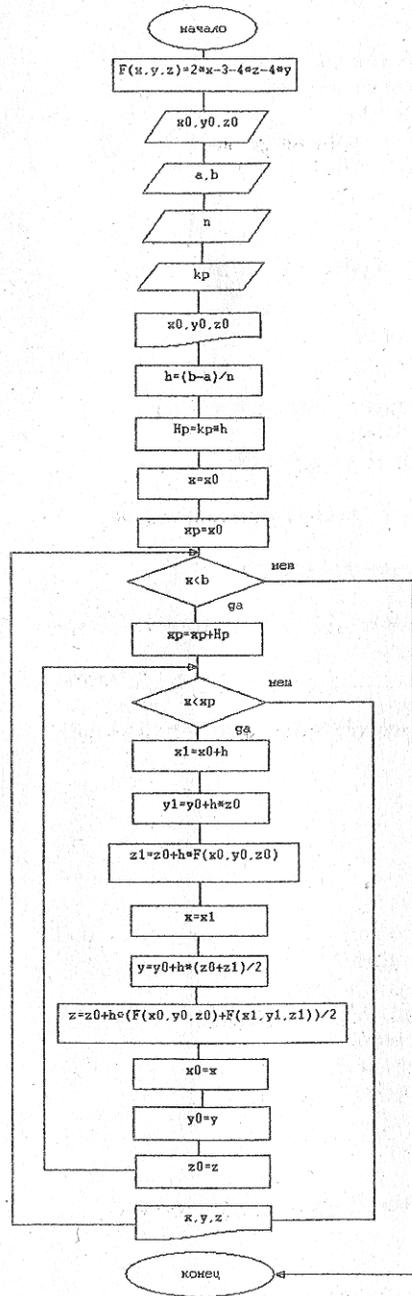 начало
F(x,y,z)=2*x-3-4*z-4*y
x0,y0,z0
a,b
n
kp
x0,y0,z0
h=(b-a)/n
Hp=kp*h
x=x0
xp=x0
x<b
нет
да
xp=xp+Hp
x<xp
нет
да
x1=x0+h
y1=y0+h*z0
z1=z0+h*F(x0,y0,z0)
x=x1
y=y0+h*(z0+z1)/2
z=z0+h*(F(x0,y0,z0)+F(x1,y1,z1))/2
x0=x
y0=y
z0=z
x,y,z
конец